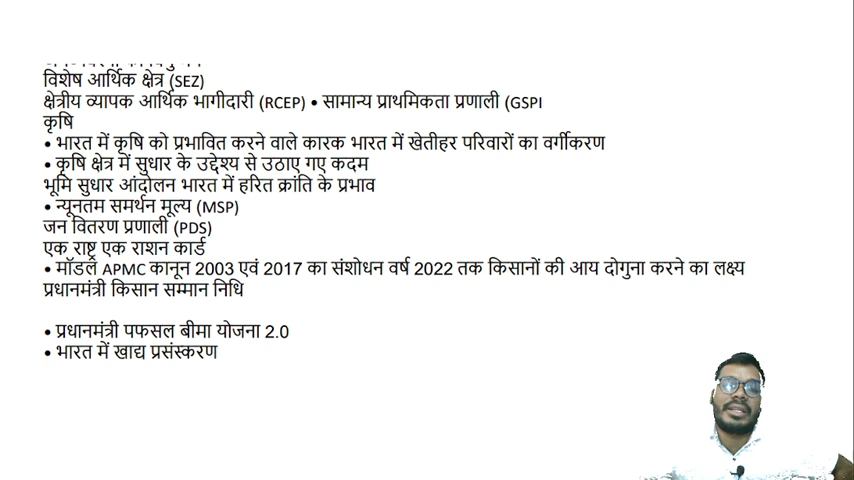 विशेष आर्थिक क्षेत्र (SEZ)
क्षेत्रीय व्यापक आर्थिक भागीदारी (RCEP) • सामान्य प्राथमिकता प्रणाली (GSPI
कृषि
• भारत में कृषि को प्रभावित करने वाले कारक भारत में खेतीहर परिवारों का वर्गीकरण
• कृषि क्षेत्र में सुधार के उद्देश्य से उठाए गए कदम
भूमि सुधार आंदोलन भारत में हरित क्रांति के प्रभाव
• न्यूनतम समर्थन मूल्य (MSP)
जन वितरण प्रणाली (PDS)
एक राष्ट्र एक राशन कार्ड
• मॉडल APMC कानून 2003 एवं 2017 का संशोधन वर्ष 2022 तक किसानों की आय दोगुना करने का लक्ष्य
प्रधानमंत्री किसान सम्मान निधि
• प्रधानमंत्री पफसल बीमा योजना 2.0
• भारत में खाद्य प्रसंस्करण